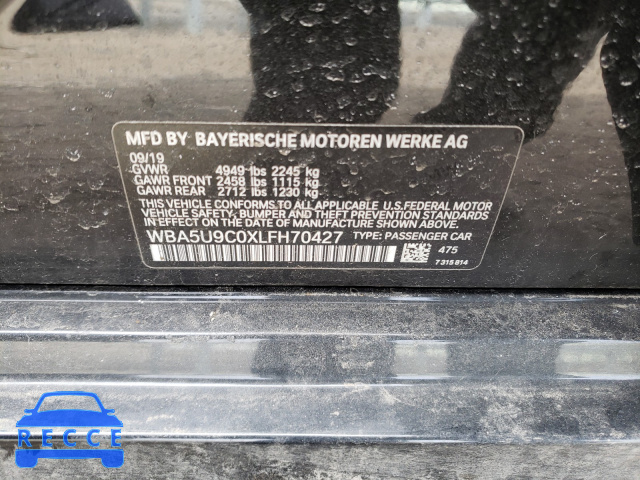 MFD BY BAYERISCHE MOTOREN WERKE AG
09/19
GVWR 4949 lbs 2245 kg
GAWR FRONT 2458 lbs 1115 kg
GAWR REAR 2712 lbs 1230 kg
THIS VEHICLE CONFORMS TO ALL APPLICABLE U.S.FEDERAL MOTOR
VEHICLE SAFETY, BUMPER, AND THEFT PREVENTION STANDARDS IN
EFFECT ON THE DATE OF MANUFACTURE SHOWN ABOVE.
WBA5U9C0XLFH70427 TYPE: PASSENGER CAR
475
7315814
RECCE